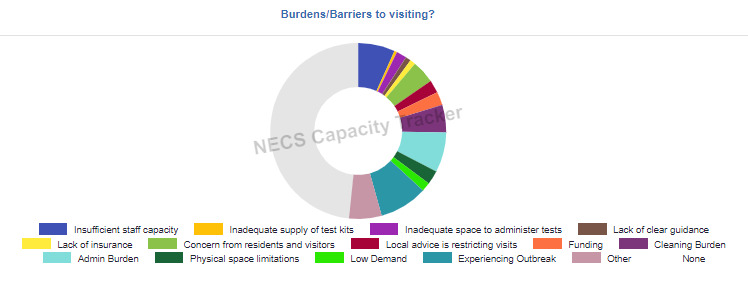 Burdens/Barriers to visiting?
NECS Capacity Tracker
Insufficient staff capacity Inadequate supply of test kits Inadequate space to administer tests Lack of clear guidance
Lack of insurance Concern from residents and visitors Local advice is restricting visits Funding Cleaning Burden
Admin Burden Physical space limitations Low Demand Experiencing Outbreak Other None